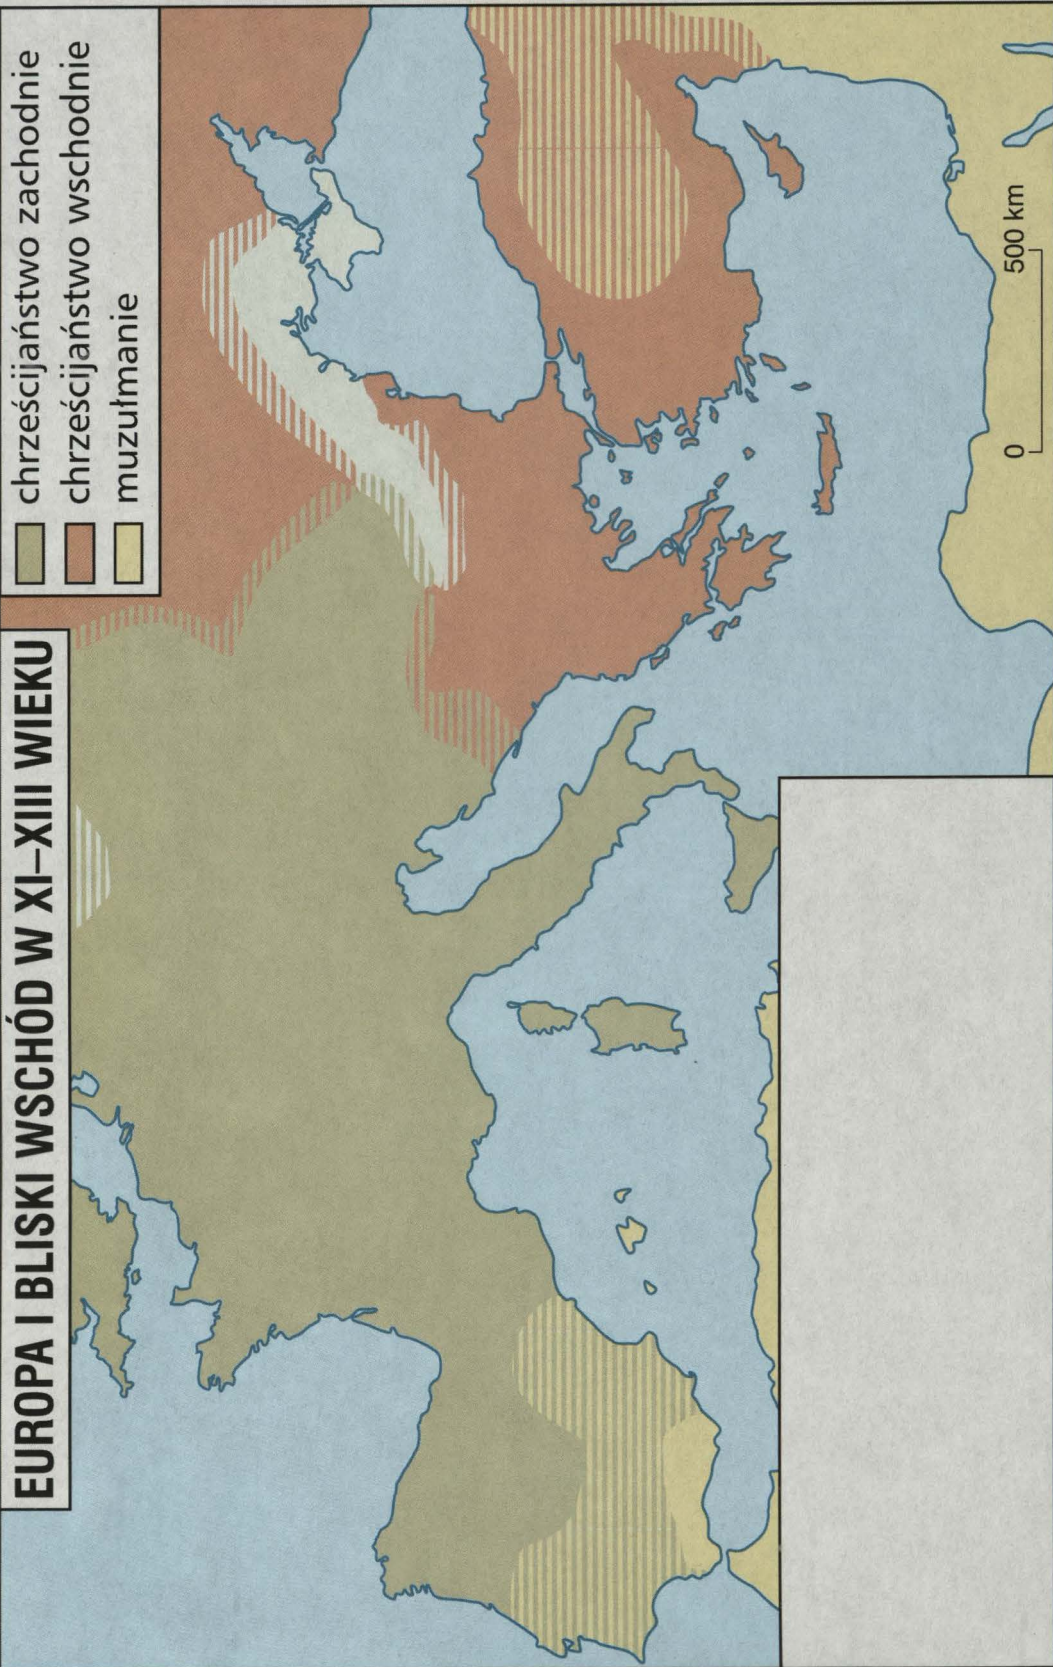 EUROPA I BLISKI WSCHÓD W XI–XIII WIEKU
chrześcijaństwo zachodnie
chrześcijaństwo wschodnie
muzułmanie
0 500 km